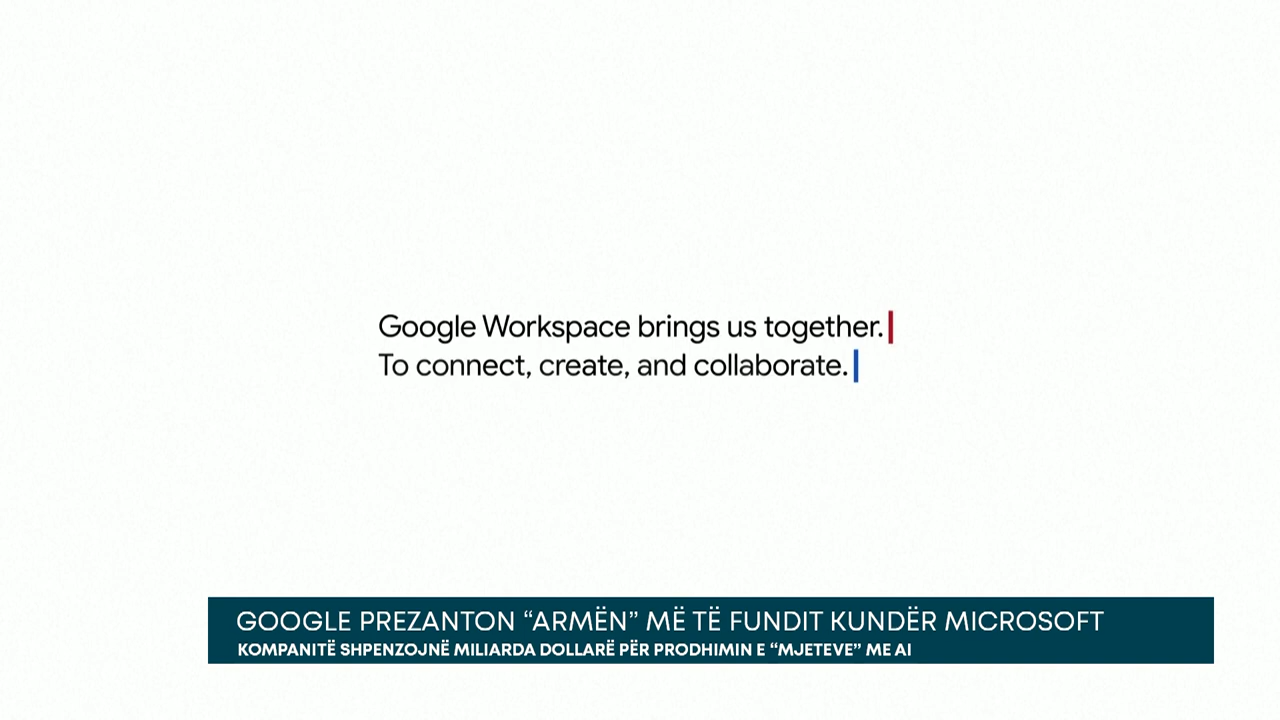 Google Workspace brings us together.
To connect, create, and collaborate.
GOOGLE PREZANTON “ARMËN” MË TË FUNDIT KUNDËR MICROSOFT
KOMPANITË SHPENZOJNË MILIARDA DOLLARË PËR PRODHIMIN E “MJETEVE” ME AI